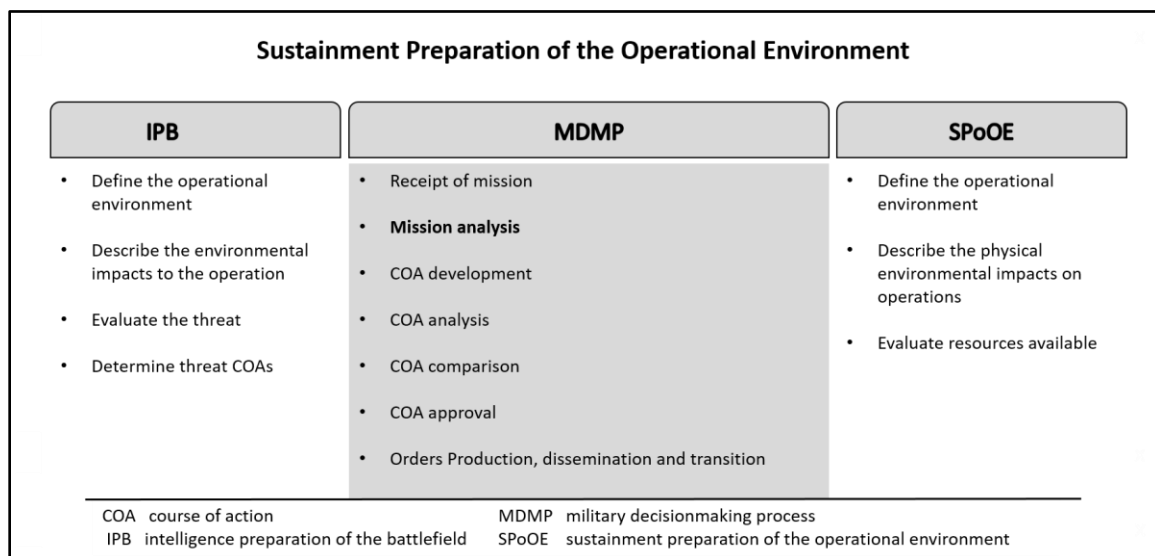 Sustainment Preparation of the Operational Environment
IPB
• Define the operational
environment
• Describe the environmental
impacts to the operation
• Evaluate the threat
• Determine threat COAs
MDMP
• Receipt of mission
• Mission analysis
• COA development
• COA analysis
• COA comparison
• COA approval
• Orders Production, dissemination and transition
SPoOE
• Define the operational
environment
• Describe the physical
environmental impacts on
operations
• Evaluate resources available
COA course of action
IPB intelligence preparation of the battlefield
MDMP military decisionmaking process
SPoOE sustainment preparation of the operational environment